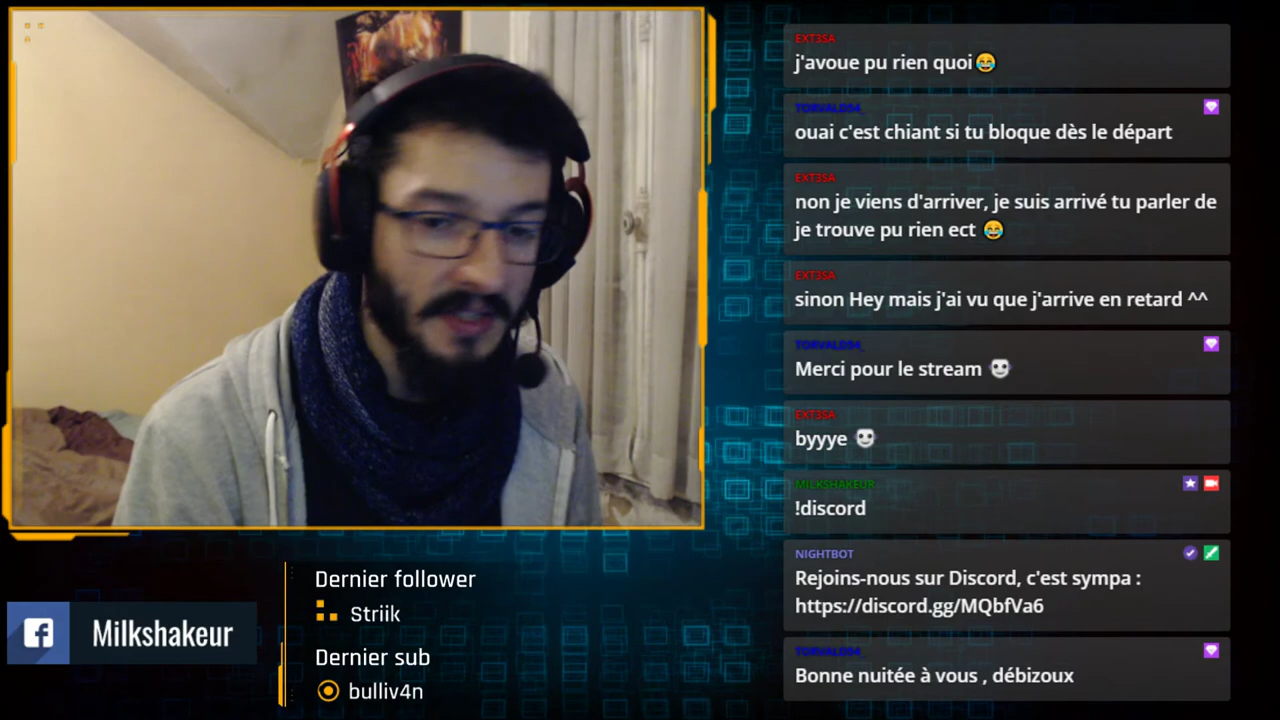 EXT3SA
j'avoue pu rien quoi😂
TORVALD94_
ouai c'est chiant si tu bloque dès le départ
EXT3SA
non je viens d'arriver, je suis arrivé tu parler de
je trouve pu rien ect 😂
EXT3SA
sinon Hey mais j'ai vu que j'arrive en retard ^^
TORVALD94_
Merci pour le stream
EXT3SA
byyye
MILKSHAKEUR
!discord
NIGHTBOT
Rejoins-nous sur Discord, c'est sympa :
https://discord.gg/MQbfVa6
TORVALD94_
Bonne nuitée à vous , débizoux
Dernier follower
Striik
Dernier sub
bulliv4n
Milkshakeur